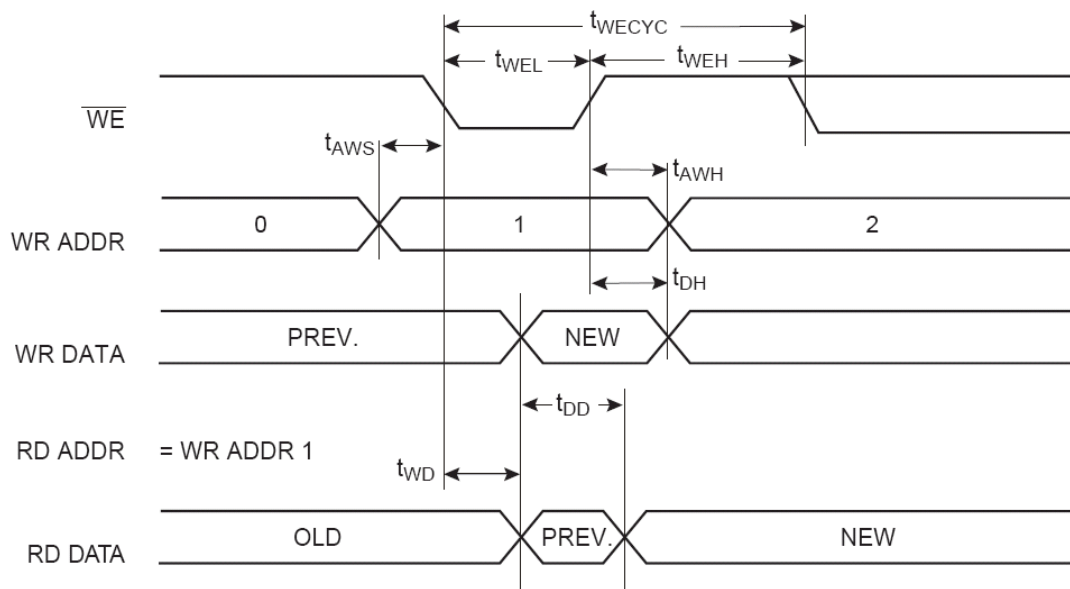 tWECYC
tWEL tWEH
WE
tAWS
tAWH
WR ADDR 0 1 2
tDH
WR DATA PREV. NEW
tDD
RD ADDR = WR ADDR 1
tWD
RD DATA OLD PREV. NEW